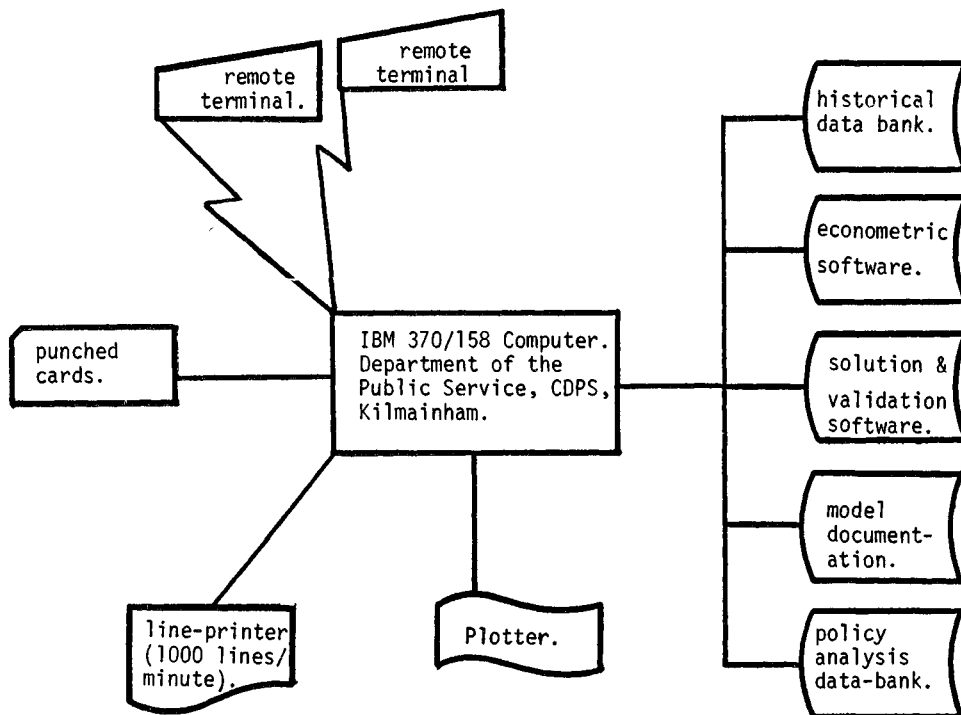 remote
terminal.
remote
terminal
historical
data bank.
econometric
software.
punched
cards.
IBM 370/158 Computer.
Department of the
Public Service, CDPS,
Kilmainham.
solution &
validation
software.
model
document-
ation.
line-printer
(1000 lines/
minute).
Plotter.
policy
analysis
data-bank.